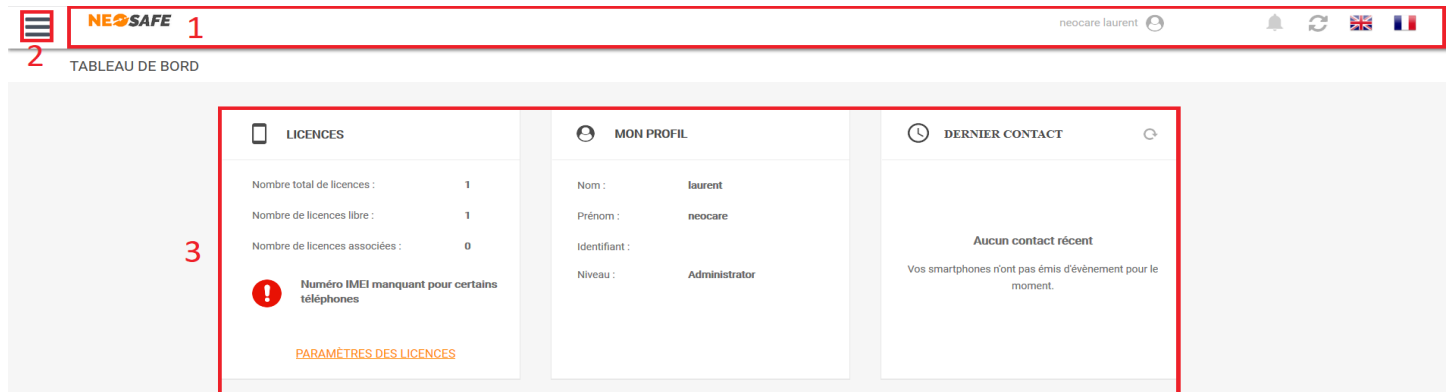 NEOSAFE
1
neocare laurent
2
TABLEAU DE BORD
3
LICENCES
Nombre total de licences : 1
Nombre de licences libre : 1
Nombre de licences associées : 0
Numéro IMEI manquant pour certains
téléphones
PARAMÈTRES DES LICENCES
MON PROFIL
Nom : laurent
Prénom : neocare
Identifiant :
Niveau : Administrator
DERNIER CONTACT
Aucun contact récent
Vos smartphones n'ont pas émis d'évènement pour le
moment.